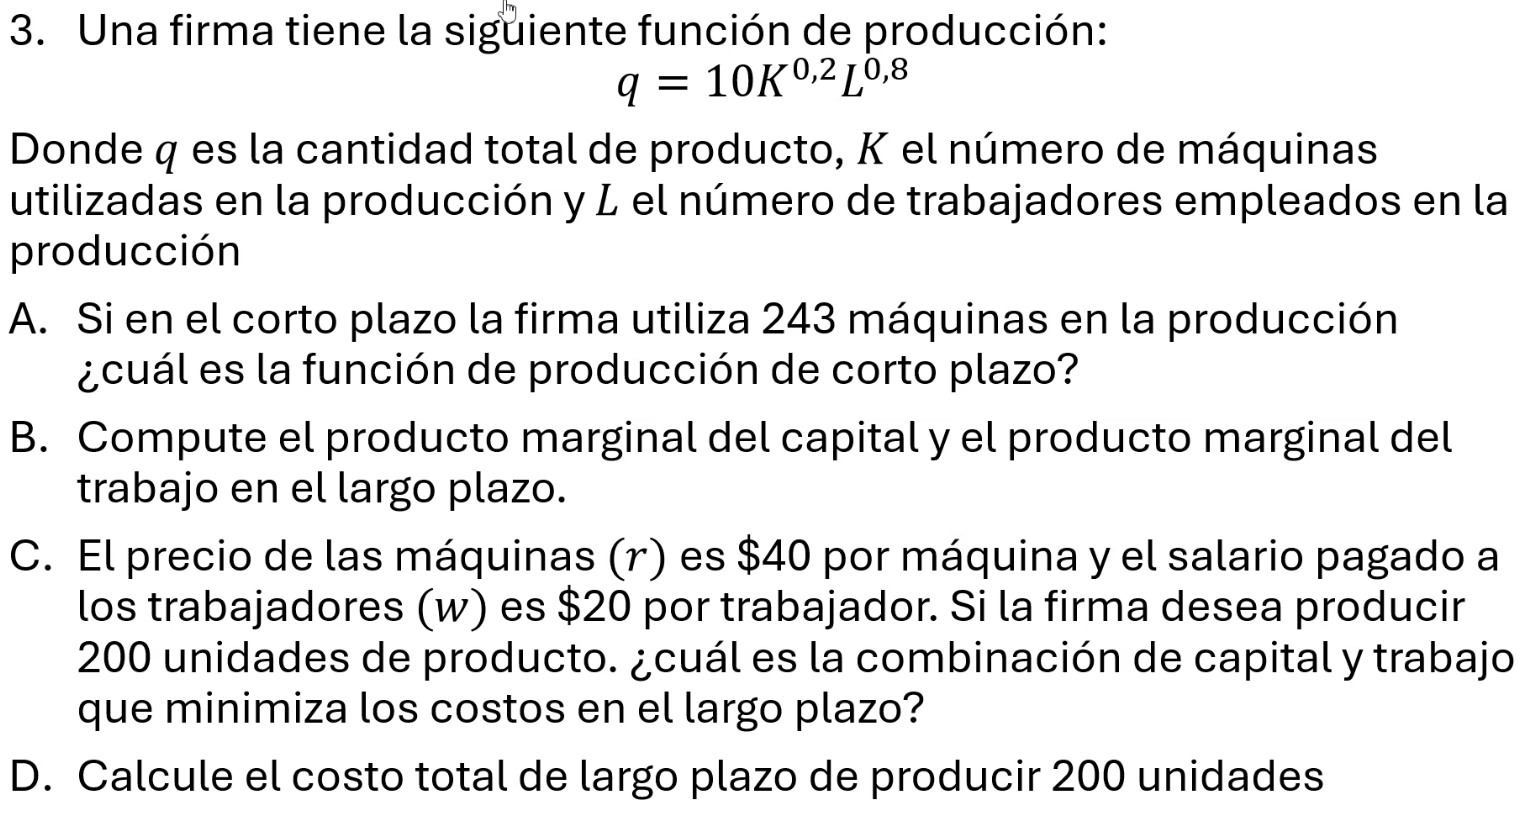 3. Una firma tiene la siguiente función de producción:
q = 10K^0,2 L^0,8
Donde q es la cantidad total de producto, K el número de máquinas
utilizadas en la producción y L el número de trabajadores empleados en la
producción
A. Si en el corto plazo la firma utiliza 243 máquinas en la producción
¿cuál es la función de producción de corto plazo?
B. Compute el producto marginal del capital y el producto marginal del
trabajo en el largo plazo.
C. El precio de las máquinas (r) es $40 por máquina y el salario pagado a
los trabajadores (w) es $20 por trabajador. Si la firma desea producir
200 unidades de producto. ¿cuál es la combinación de capital y trabajo
que minimiza los costos en el largo plazo?
D. Calcule el costo total de largo plazo de producir 200 unidades